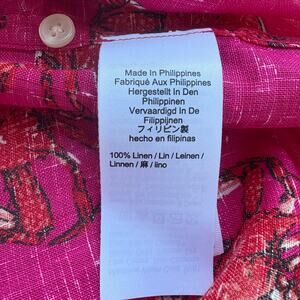 Made In Philippines
Fabriqué Aux Philippines
Hergestellt In Den
Philippinen
Vervaardigd In De
Filippijnen
フィリピン製
hecho en filipinas
100% Linen / Lin / Leinen /
Linnen / 麻 / lino